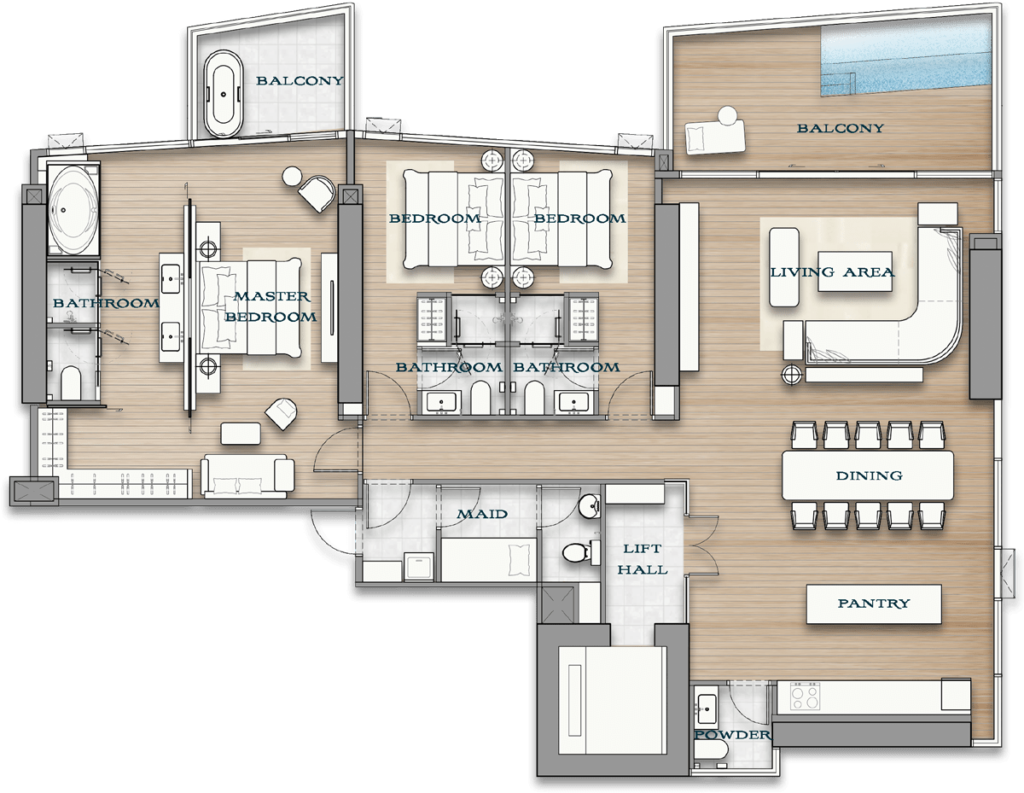 BALCONY
BALCONY
BEDROOM
BEDROOM
LIVING AREA
BATHROOM
MASTER
BEDROOM
BATHROOM
BATHROOM
DINING
MAID
LIFT
HALL
PANTRY
POWDER